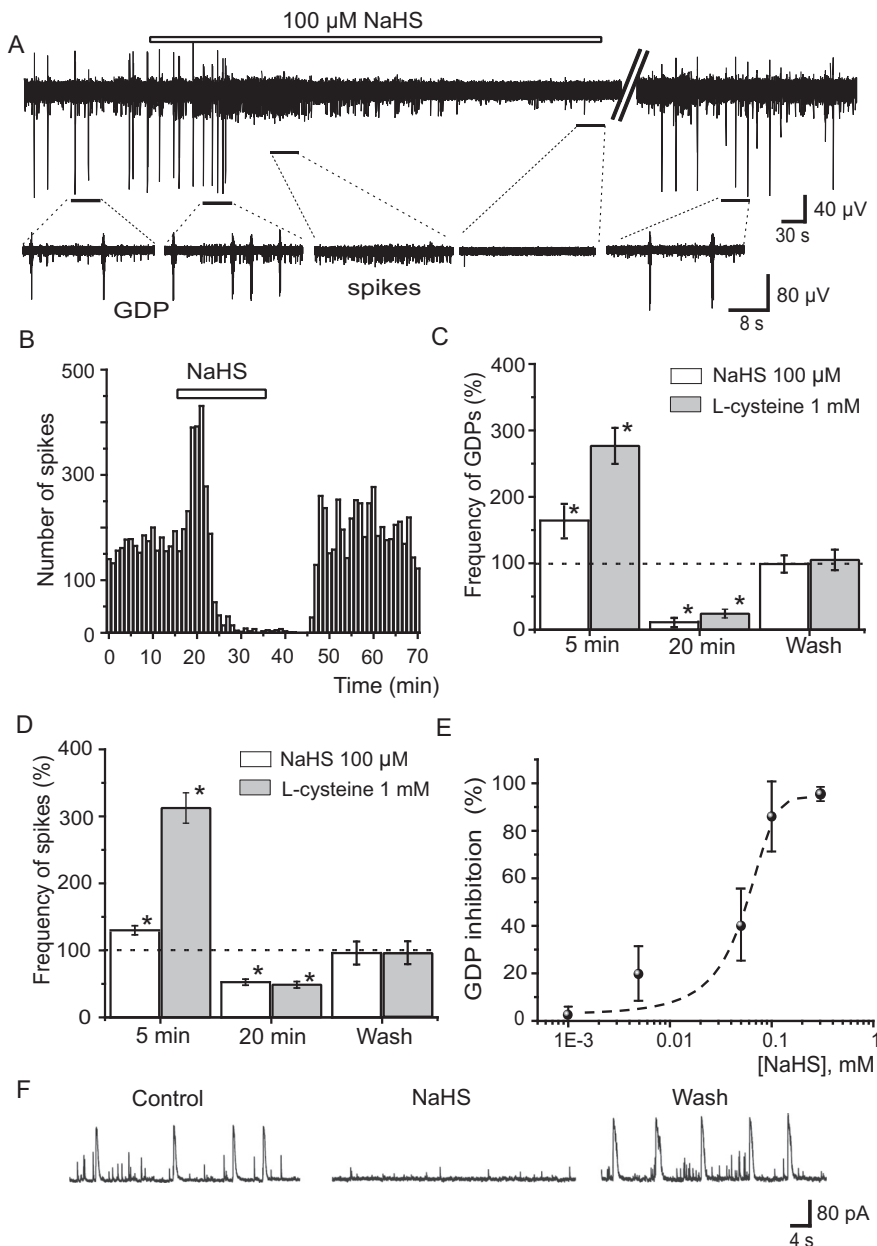 A
100 µM NaHS
40 µV
30 s
GDP
spikes
80 µV
8 s
B
NaHS
500
300
100
0
Number of spikes
0 10 20 30 40 50 60 70
Time (min)
C
400
300
200
100
0
Frequency of GDPs (%)
NaHS 100 µM
L-cysteine 1 mM
* * * *
5 min 20 min Wash
D
400
300
200
100
0
Frequency of spikes (%)
NaHS 100 µM
L-cysteine 1 mM
* * * *
5 min 20 min Wash
E
100
80
60
40
20
0
GDP inhibitoion (%)
1E-3 0.01 0.1 1
[NaHS], mM
F
Control NaHS Wash
80 pA
4 s